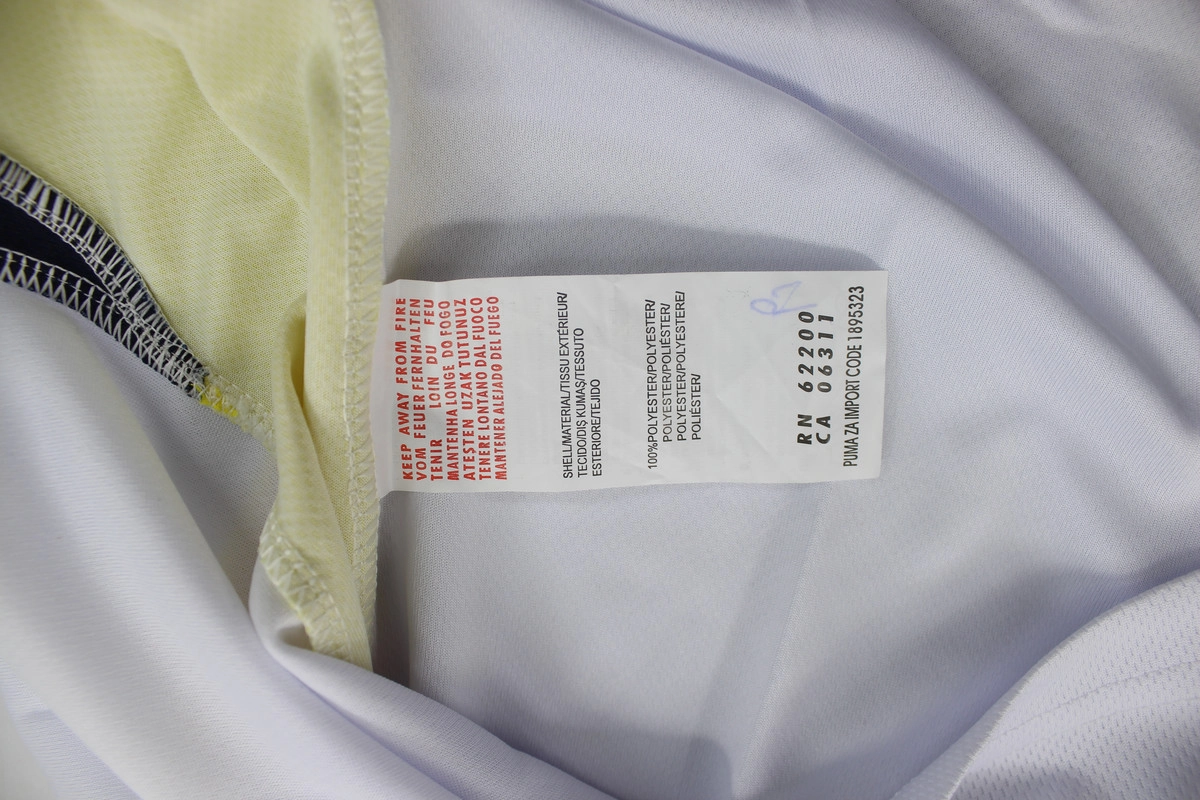 KEEP AWAY FROM FIRE
VOM FEUER FERNHALTEN
TENIR LOIN DU FEU
MANTENHA LONGE DO FOGO
ATESTEN UZAK TUTUNUZ
TENERE LONTANO DAL FUOCO
MANTENER ALEJADO DEL FUEGO
SHELL/MATERIAL/TISSU EXTÉRIEUR/
TECIDO/DIŞ KUMAŞ/TESSUTO
ESTERIORE/TEJIDO
100%POLYESTER/POLYESTER/
POLYESTER/POLIÉSTER/
POLYESTER/POLYESTERE/
POLIÉSTER/
RN 62200
CA 06311
PUMA ZA IMPORT CODE 1895323